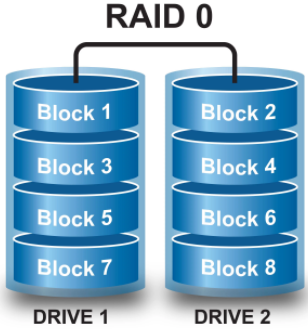 RAID 0
Block 1
Block 2
Block 3
Block 4
Block 5
Block 6
Block 7
Block 8
DRIVE 1
DRIVE 2